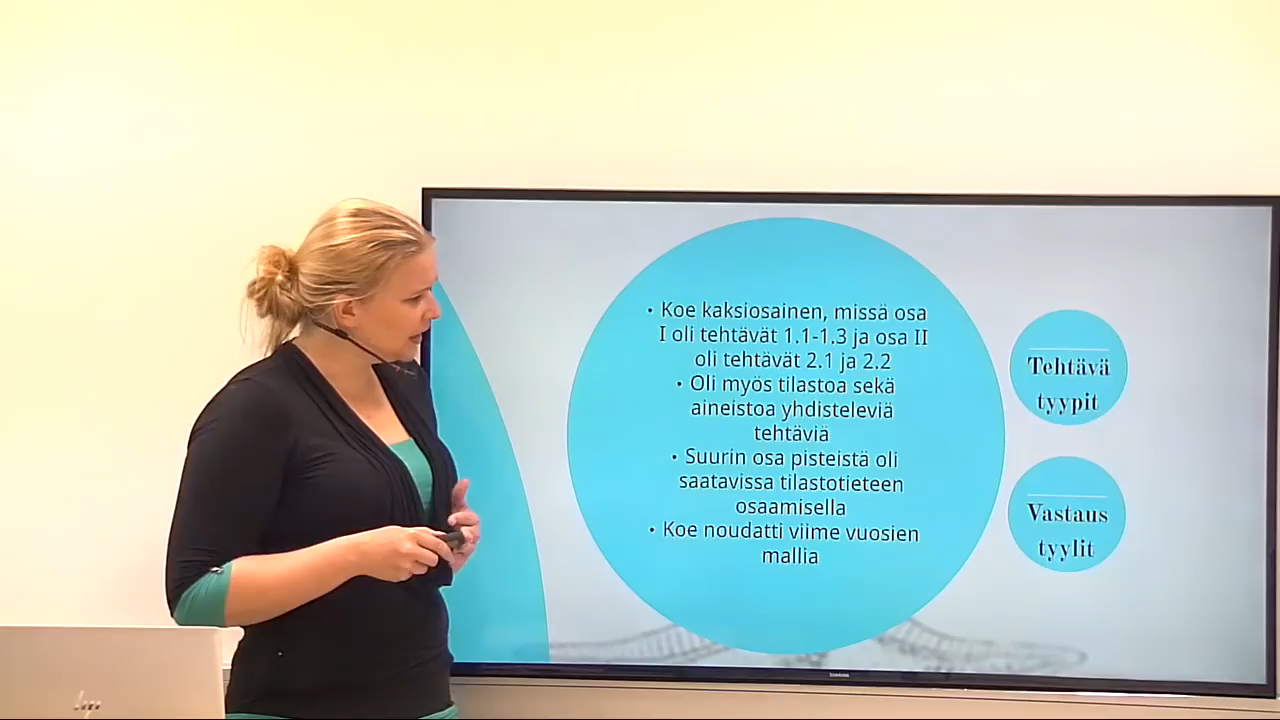 • Koe kaksiosainen, missä osa
I oli tehtävät 1.1-1.3 ja osa II
oli tehtävät 2.1 ja 2.2
• Oli myös tilastoa sekä
aineistoa yhdisteleviä
tehtäviä
• Suurin osa pisteistä oli
saatavissa tilastotieteen
osaamisella
• Koe noudatti viime vuosien
mallia
Tehtävä
tyypit
Vastaus
tyylit
SAMSUNG
hp